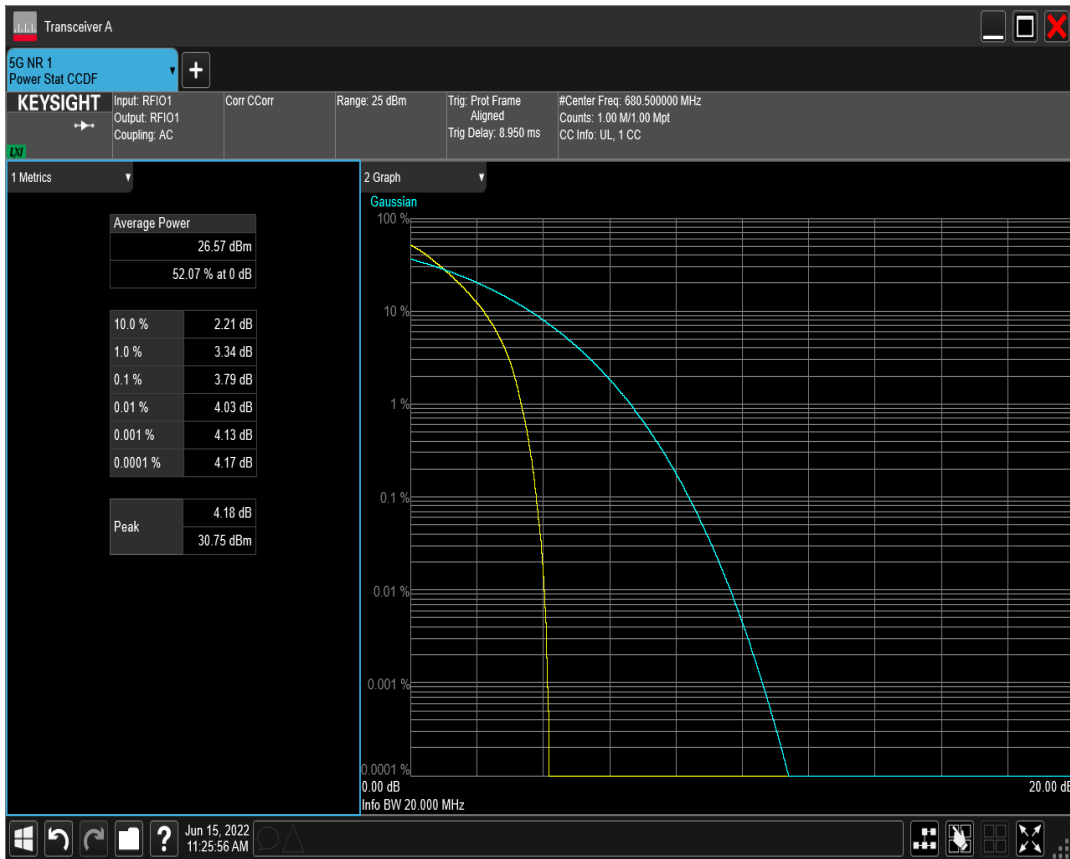 Transceiver A
5G NR 1
Power Stat CCDF
+
KEYSIGHT
LXI
Input: RFIO1
Output: RFIO1
Coupling: AC
Corr CCorr
Range: 25 dBm
Trig: Prot Frame
Aligned
Trig Delay: 8.950 ms
#Center Freq: 680.500000 MHz
Counts: 1.00 M/1.00 Mpt
CC Info: UL, 1 CC
1 Metrics
Average Power
26.57 dBm
52.07 % at 0 dB
10.0 % 2.21 dB
1.0 % 3.34 dB
0.1 % 3.79 dB
0.01 % 4.03 dB
0.001 % 4.13 dB
0.0001 % 4.17 dB
Peak
4.18 dB
30.75 dBm
2 Graph
Gaussian
100 %
10 %
1 %
0.1 %
0.01 %
0.001 %
0.0001 %
0.00 dB 20.00 dB
Info BW 20.000 MHz
?
Jun 15, 2022
11:25:56 AM